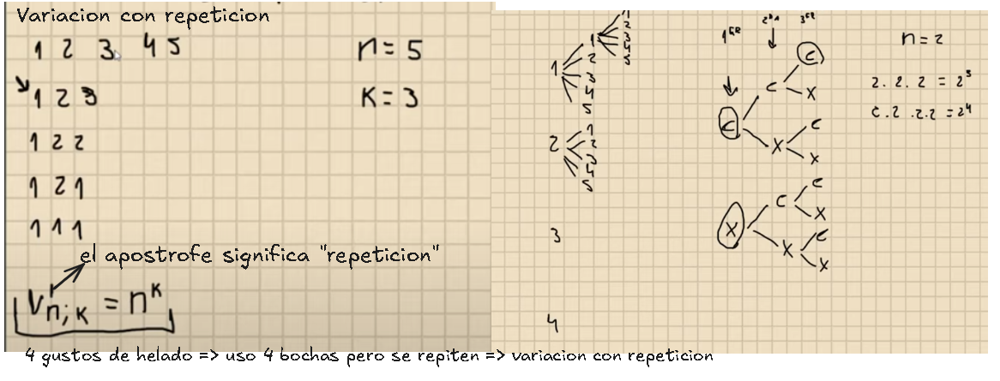 Variacion con repeticion
1 2 3 4 5
n = 5
1 2 3
K = 3
1 2 2
1 2 1
1 1 1
el apostrofe significa "repeticion"
V'n;K = n^K
1
1
2
3
4
5
1
2
3
4
5
2
1
2
3
4
5
3
4
1ER
3ER
C
C
C
X
X
C
X
X
C
C
X
X
C
X
n = 2
2. 2. 2 = 2^3
.2 .2.2 = 2^4
4 gustos de helado => uso 4 bochas pero se repiten => variacion con repeticion